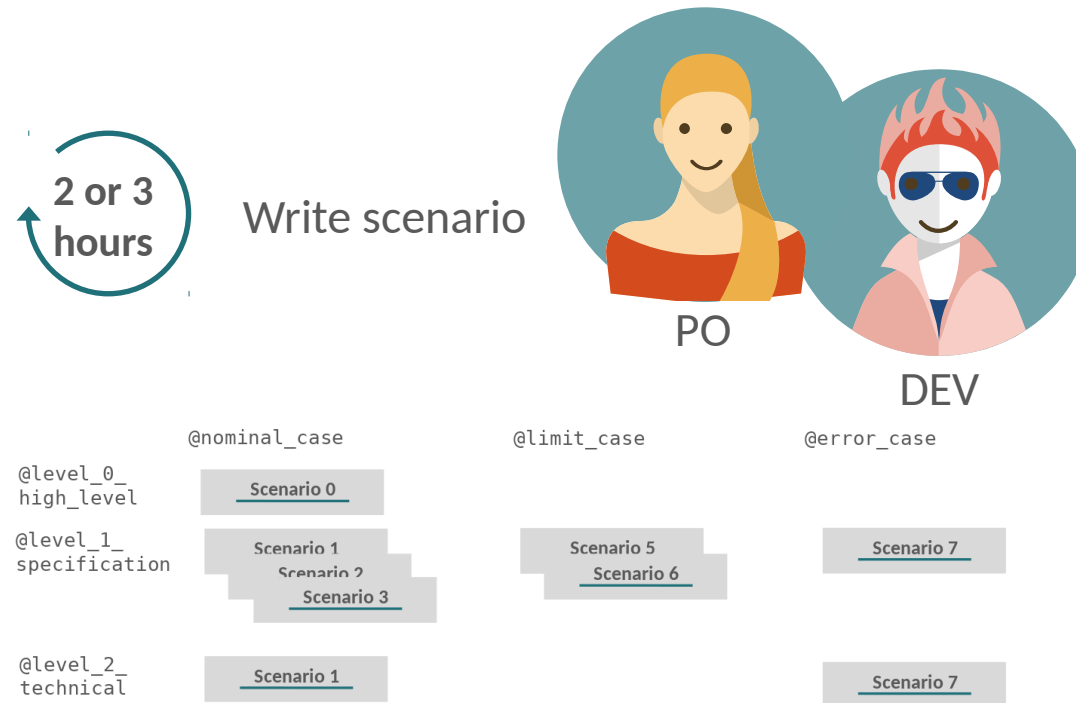 2 or 3
hours
Write scenario
PO
DEV
@nominal_case
@limit_case
@error_case
@level_0_
high_level
Scenario 0
@level_1_
specification
Scenario 1
Scenario 2
Scenario 3
Scenario 5
Scenario 6
Scenario 7
@level_2_
technical
Scenario 1
Scenario 7